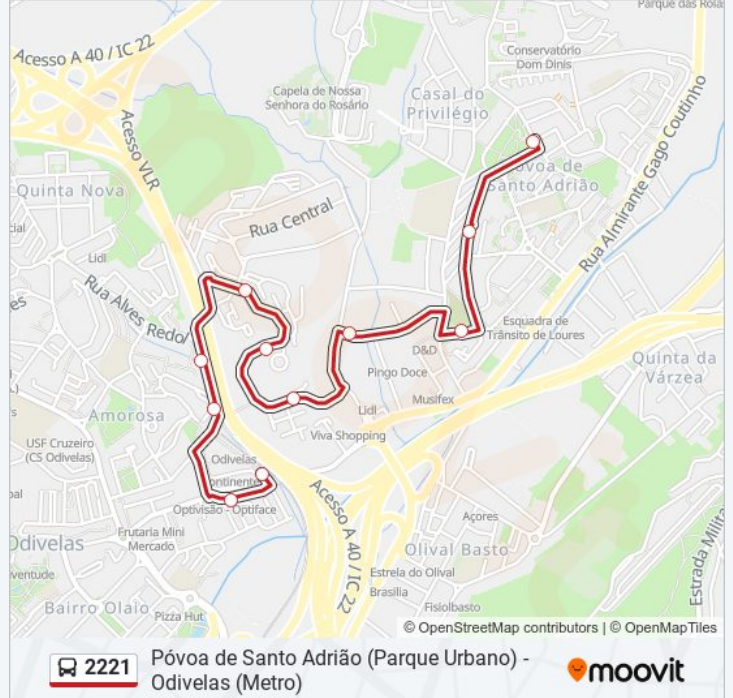 Parque das Rolas
Acesso A 40 / IC 22
Conservatório
Dom Dinis
Capela de Nossa
Senhora do Rosário
Casal do
Privilégio
Acesso VLR
Rua Almirante Gago Coutinho
Póvoa de
Santo Adrião
Quinta Nova
Rua Central
Lidl
Rua Alves Redol
Esquadra de
Trânsito de Loures
D&D
Quinta da
Várzea
Pingo Doce
Musifex
Amorosa
Lidl
Viva Shopping
USF Cruzeiro
(CS Odivelas)
Odivelas
Continente
Optivisão - Optiface
Acesso A 40 / IC 22
Açores
Frutaria Mini
Mercado
Odivelas
Olival Basto
Estrela do Olival
Brasilia
Estrada Milita
Bairro Olaio
Pizza Hut
Fisiolbasto
© OpenStreetMap contributors | © OpenMapTiles
2221
Póvoa de Santo Adrião (Parque Urbano) -
Odivelas (Metro)
moovit